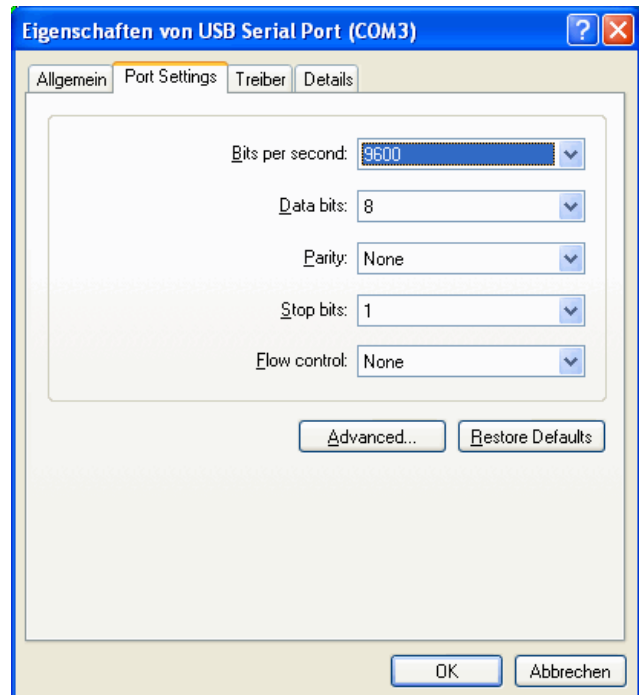 Eigenschaften von USB Serial Port (COM3)
Allgemein Port Settings Treiber Details
Bits per second: 9600
Data bits: 8
Parity: None
Stop bits: 1
Flow control: None
Advanced... Restore Defaults
OK Abbrechen